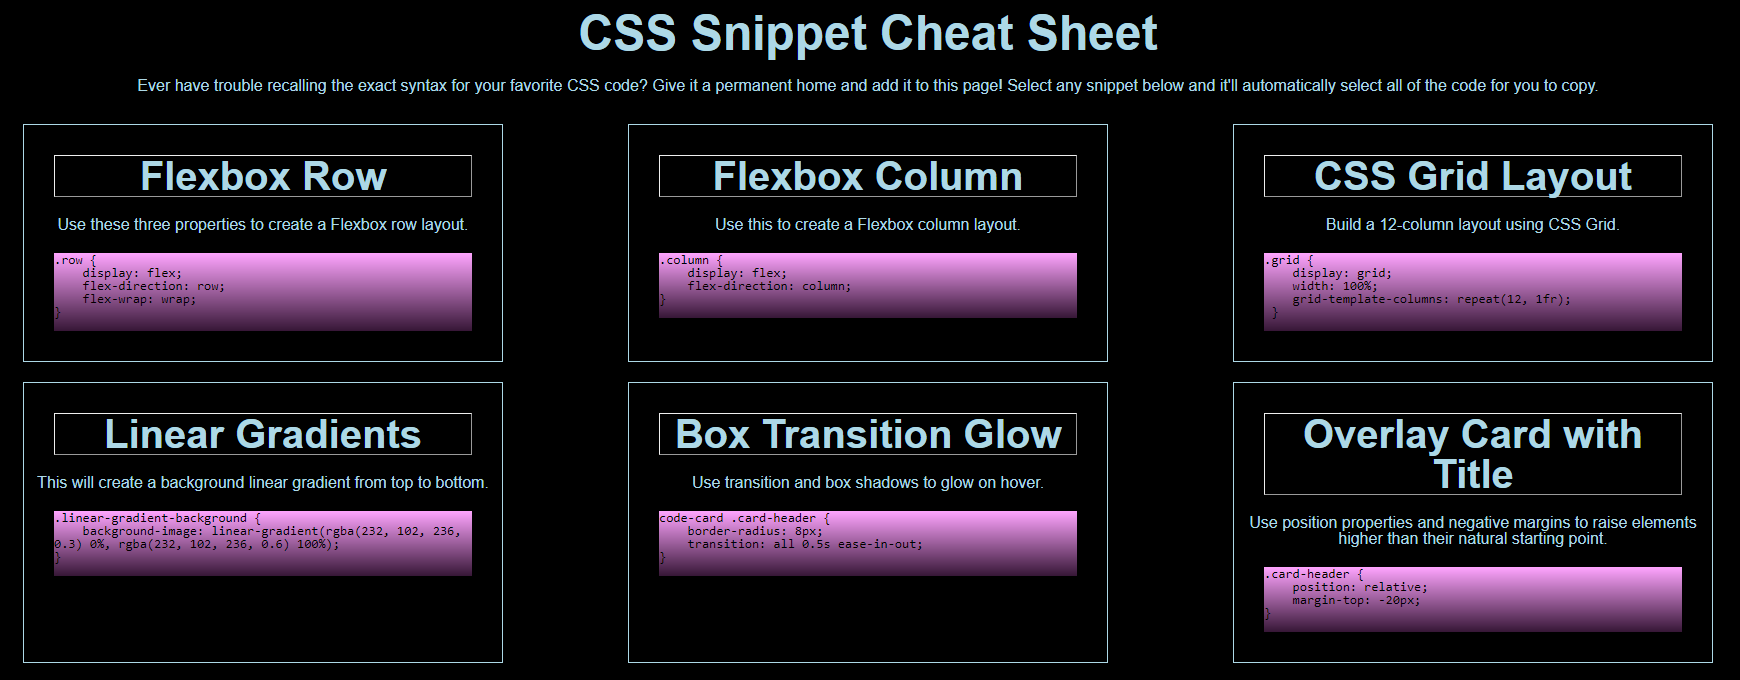 CSS Snippet Cheat Sheet
Ever have trouble recalling the exact syntax for your favorite CSS code? Give it a permanent home and add it to this page! Select any snippet below and it'll automatically select all of the code for you to copy.
Flexbox Row
Use these three properties to create a Flexbox row layout.
.row {
    display: flex;
    flex-direction: row;
    flex-wrap: wrap;
}
Flexbox Column
Use this to create a Flexbox column layout.
.column {
    display: flex;
    flex-direction: column;
}
CSS Grid Layout
Build a 12-column layout using CSS Grid.
.grid {
    display: grid;
    width: 100%;
    grid-template-columns: repeat(12, 1fr);
 }
Linear Gradients
This will create a background linear gradient from top to bottom.
.linear-gradient-background {
    background-image: linear-gradient(rgba(232, 102, 236,
0.3) 0%, rgba(232, 102, 236, 0.6) 100%);
}
Box Transition Glow
Use transition and box shadows to glow on hover.
code-card .card-header {
    border-radius: 8px;
    transition: all 0.5s ease-in-out;
}
Overlay Card with
Title
Use position properties and negative margins to raise elements
higher than their natural starting point.
.card-header {
    position: relative;
    margin-top: -20px;
}